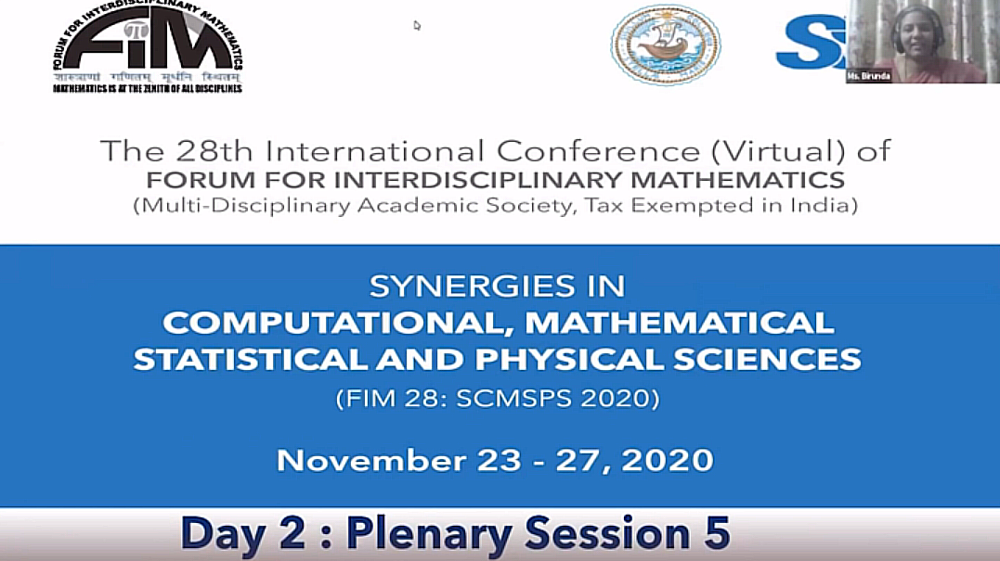 FORUM FOR INTERDISCIPLINARY MATHEMATICS
FiM
π
शास्त्राणां गणितम् मूर्धनि स्थितम्
MATHEMATICS IS AT THE ZENITH OF ALL DISCIPLINES
Ms. Birunda
The 28th International Conference (Virtual) of
FORUM FOR INTERDISCIPLINARY MATHEMATICS
(Multi-Disciplinary Academic Society, Tax Exempted in India)
SYNERGIES IN
COMPUTATIONAL, MATHEMATICAL
STATISTICAL AND PHYSICAL SCIENCES
(FIM 28: SCMSPS 2020)
November 23 - 27, 2020
Day 2 : Plenary Session 5